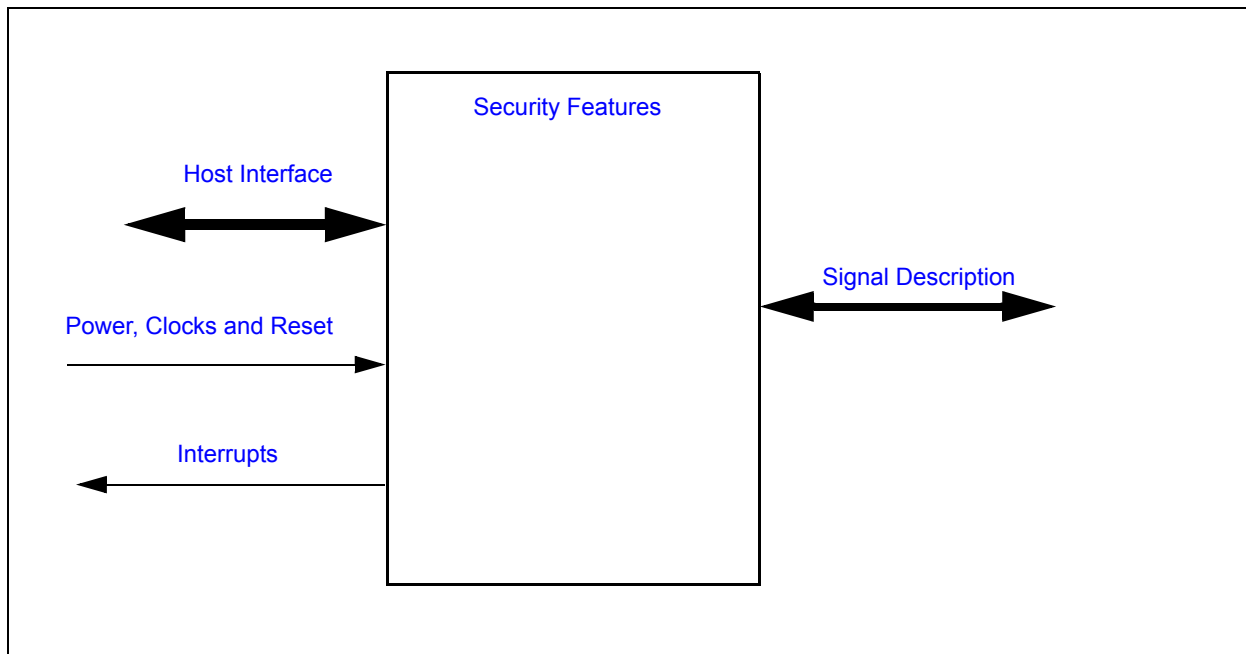 Security Features
Host Interface
Signal Description
Power, Clocks and Reset
Interrupts